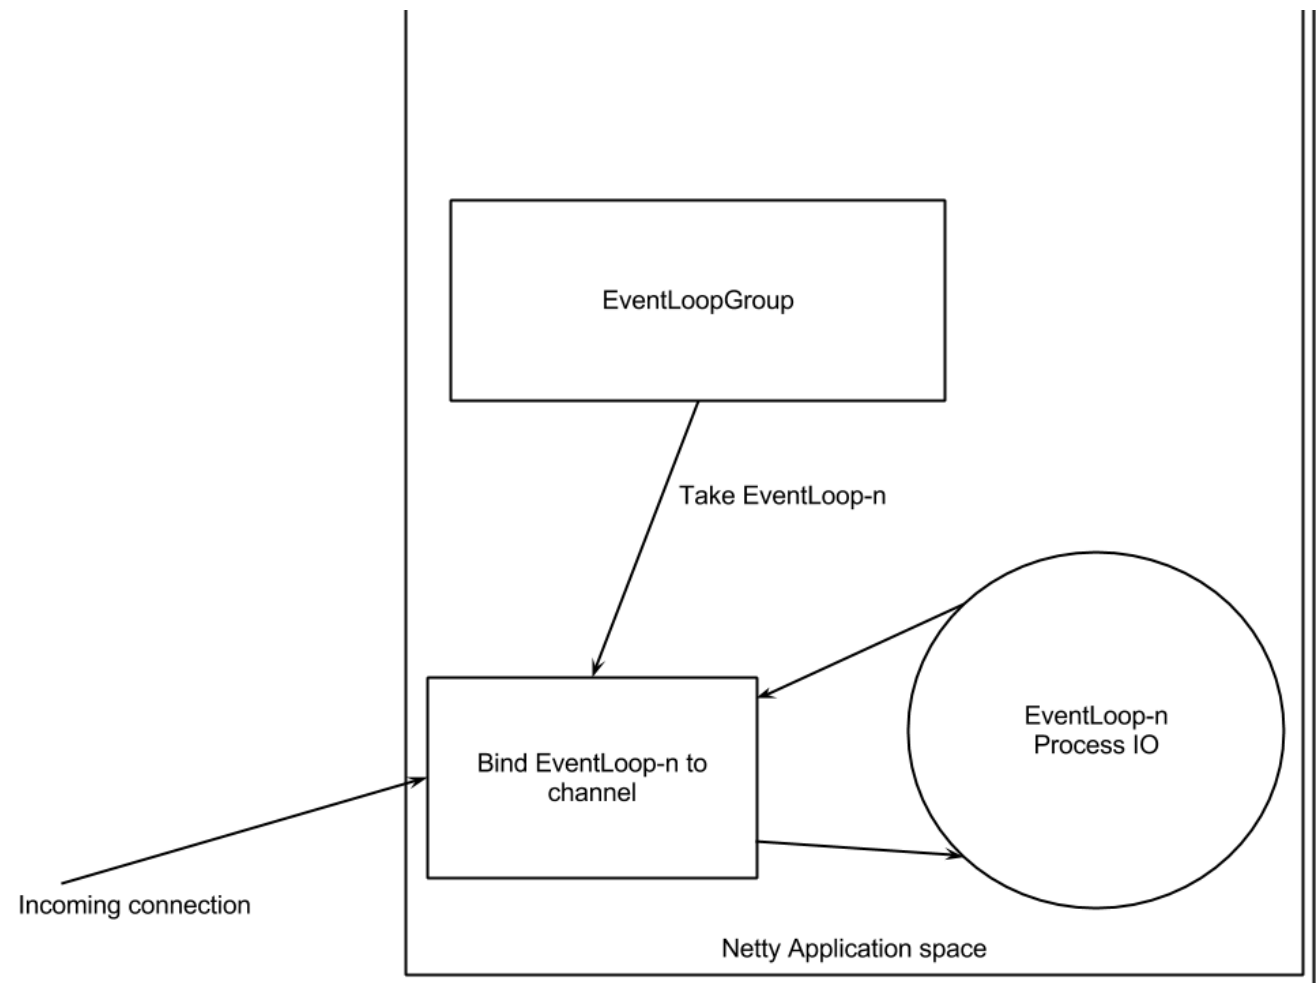 EventLoopGroup
Take EventLoop-n
EventLoop-n
Process IO
Bind EventLoop-n to
channel
Incoming connection
Netty Application space